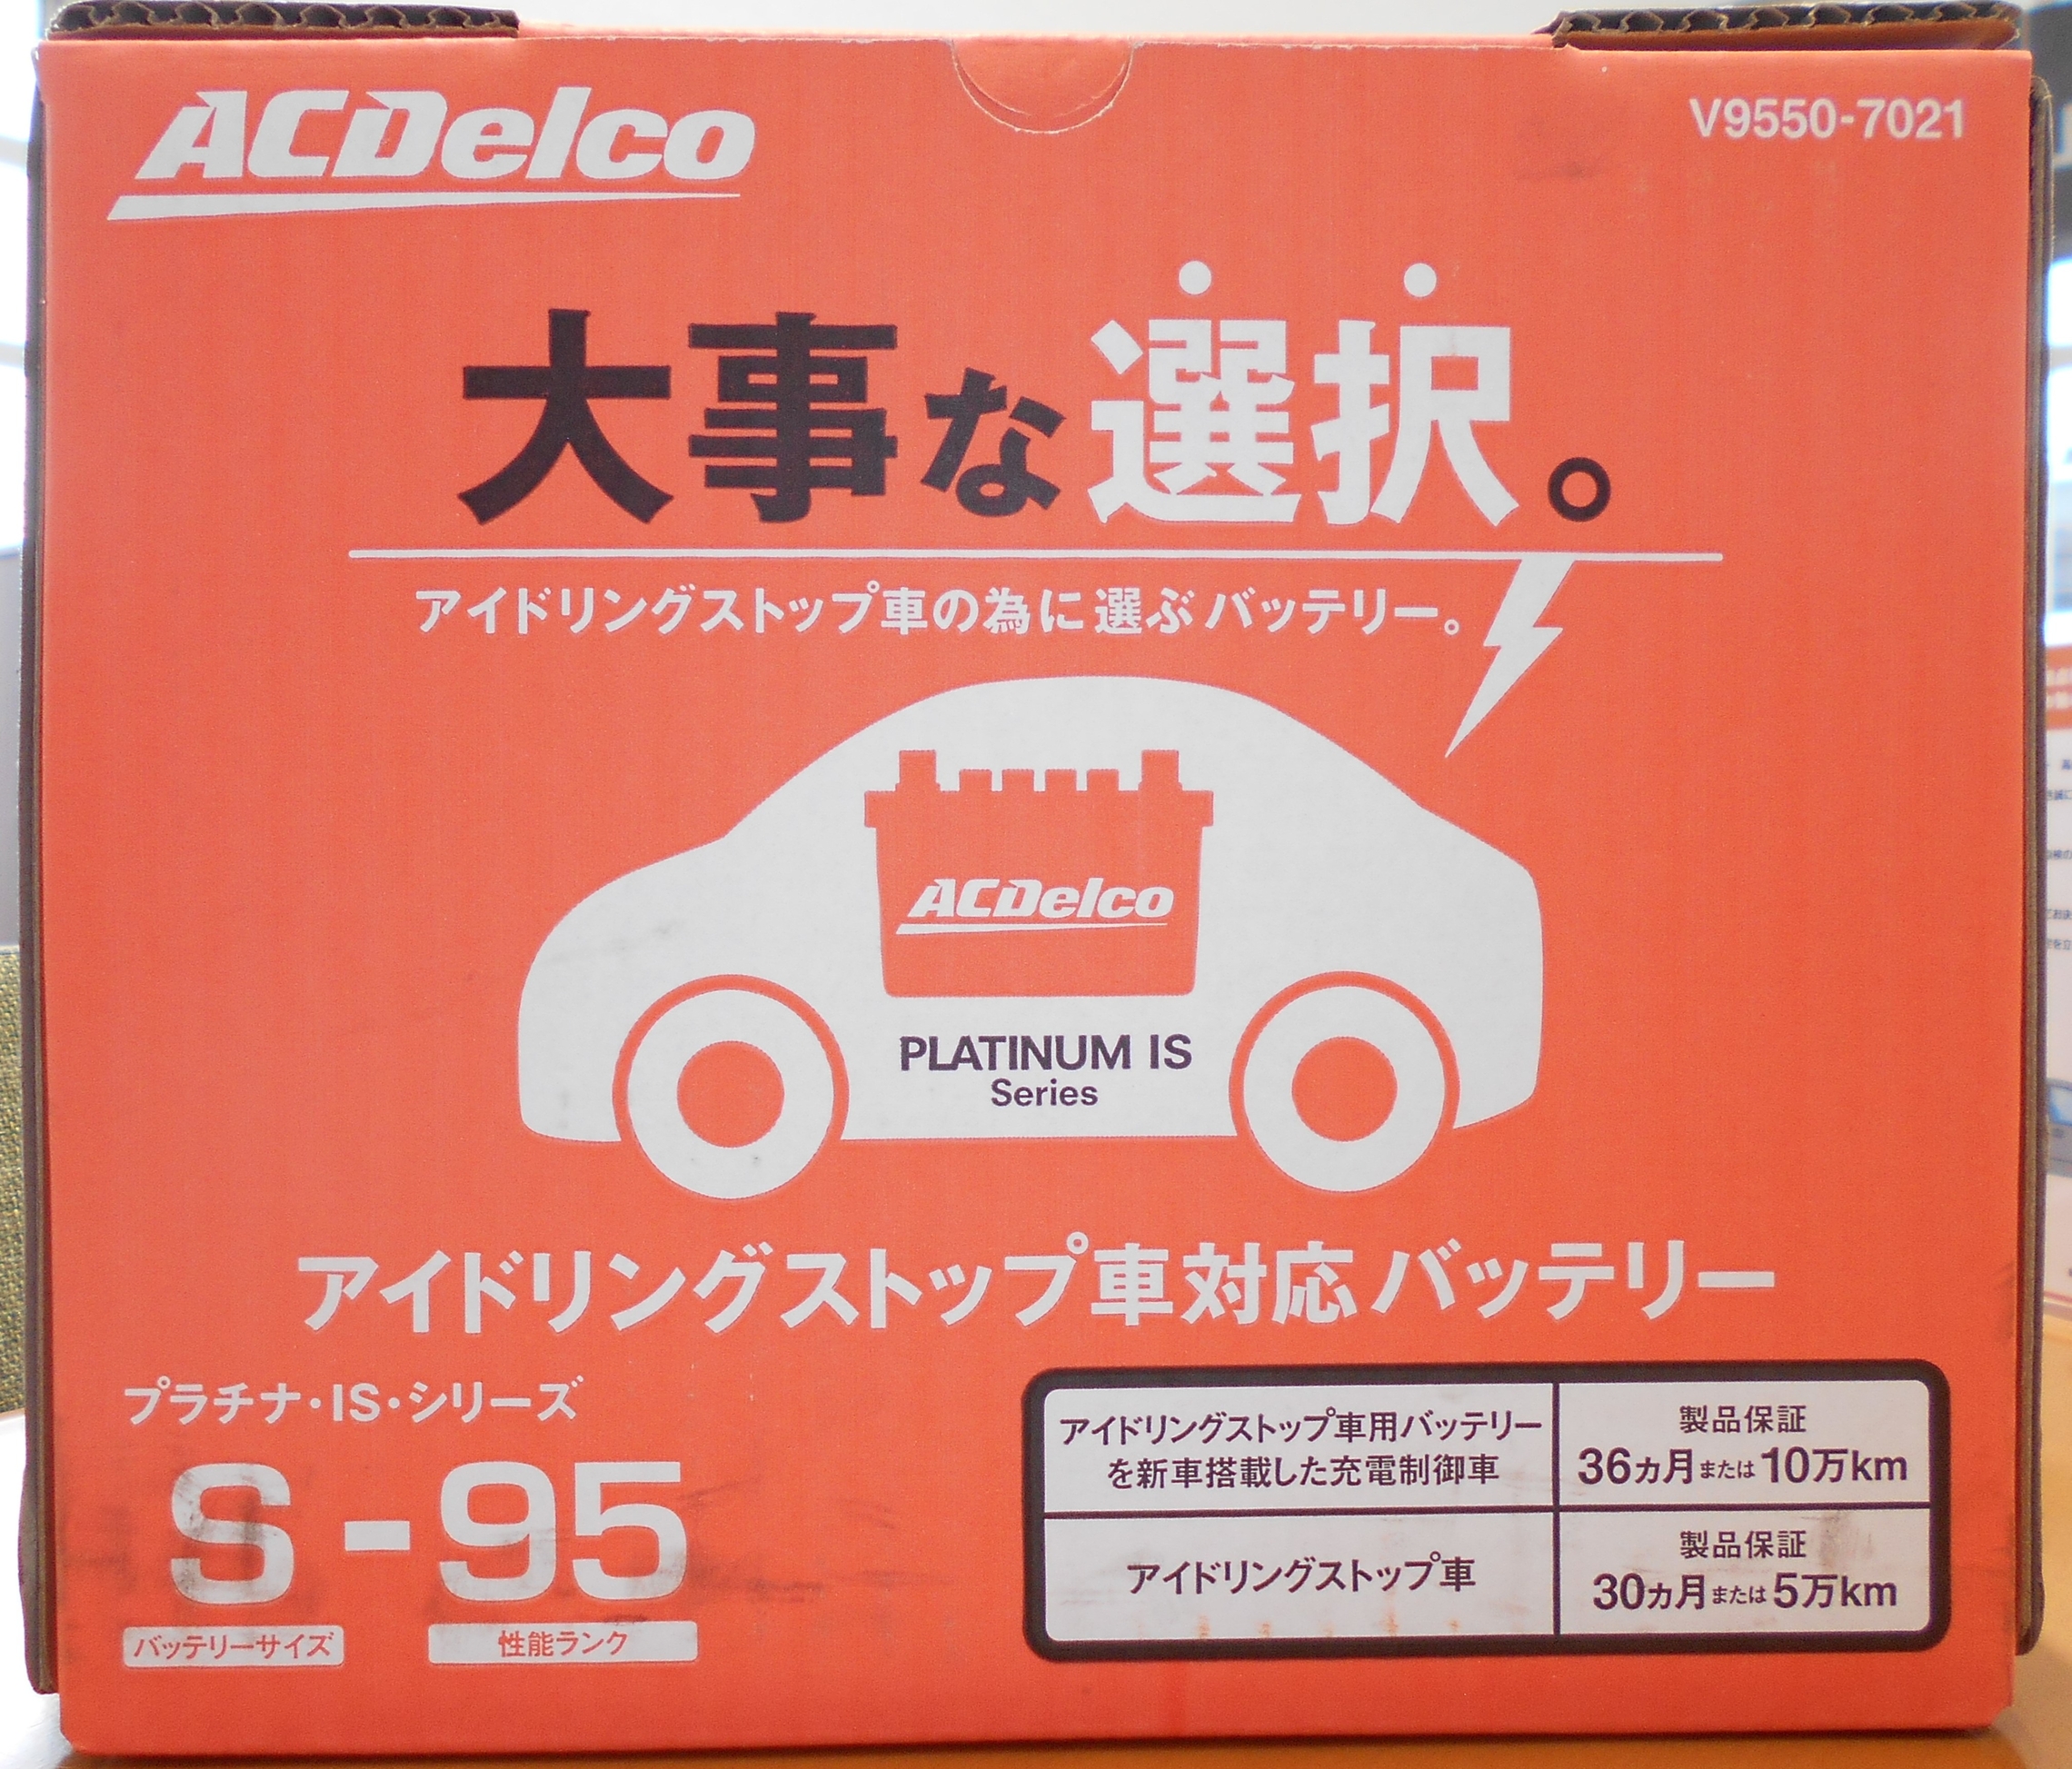 ACDelco
V9550-7021
大事な選択。
アイドリングストップ車の為に選ぶバッテリー。
ACDelco
PLATINUM IS
Series
アイドリングストップ車対応バッテリー
プラチナ・IS・シリーズ
S-95
バッテリーサイズ
性能ランク
アイドリングストップ車用バッテリー
を新車搭載した充電制御車
製品保証
36カ月または10万km
アイドリングストップ車
製品保証
30カ月または5万km